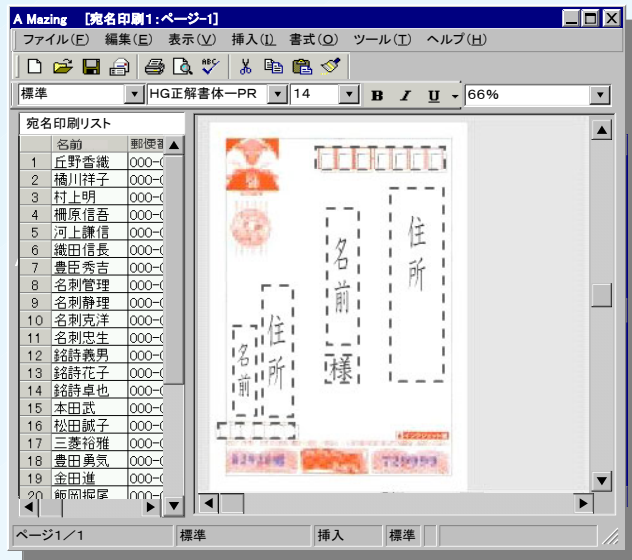 A Mazing [宛名印刷1:ページ-1]
ファイル(F) 編集(E) 表示(V) 挿入(I) 書式(O) ツール(T) ヘルプ(H)
標準 HG正解書体ーPR 14 B I U 66%
宛名印刷リスト
名前 郵便番
1 丘野香織 000-0
2 橘川祥子 000-0
3 村上明 000-0
4 柵原信吾 000-0
5 河上謙信 000-0
6 織田信長 000-0
7 豊臣秀吉 000-0
8 名刺管理 000-0
9 名刺静理 000-0
10 名刺克洋 000-0
11 名刺忠生 000-0
12 銘詩義男 000-0
13 銘詩花子 000-0
14 銘詩卓也 000-0
15 本田武 000-0
16 松田誠子 000-0
17 三菱裕雅 000-0
18 豊田勇気 000-0
19 金田進 000-0
20 飯岡掘尾 000-0
住所
名前
様
住所
名前
ページ1/1 標準 挿入 標準